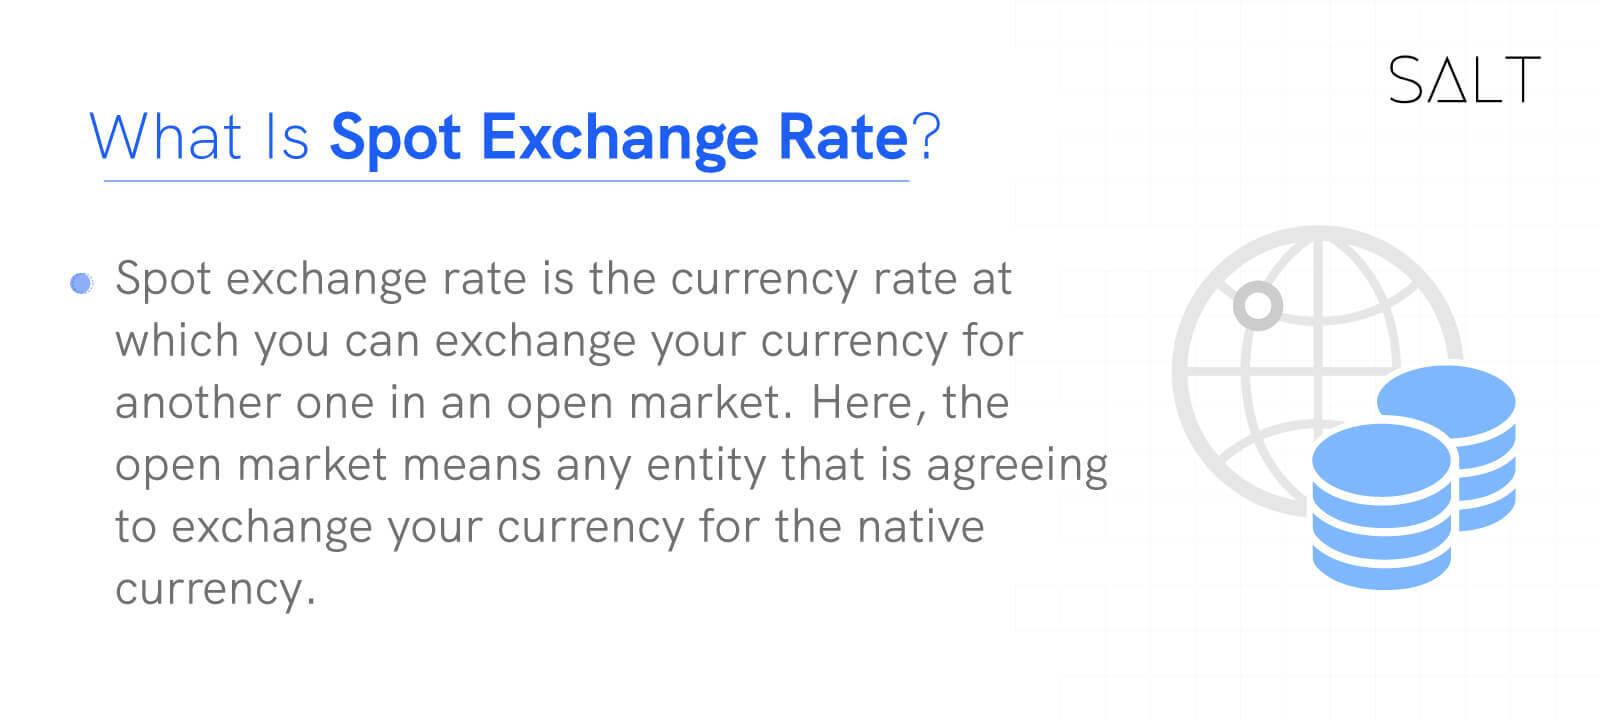 SALT
What Is Spot Exchange Rate?
Spot exchange rate is the currency rate at
which you can exchange your currency for
another one in an open market. Here, the
open market means any entity that is agreeing
to exchange your currency for the native
currency.